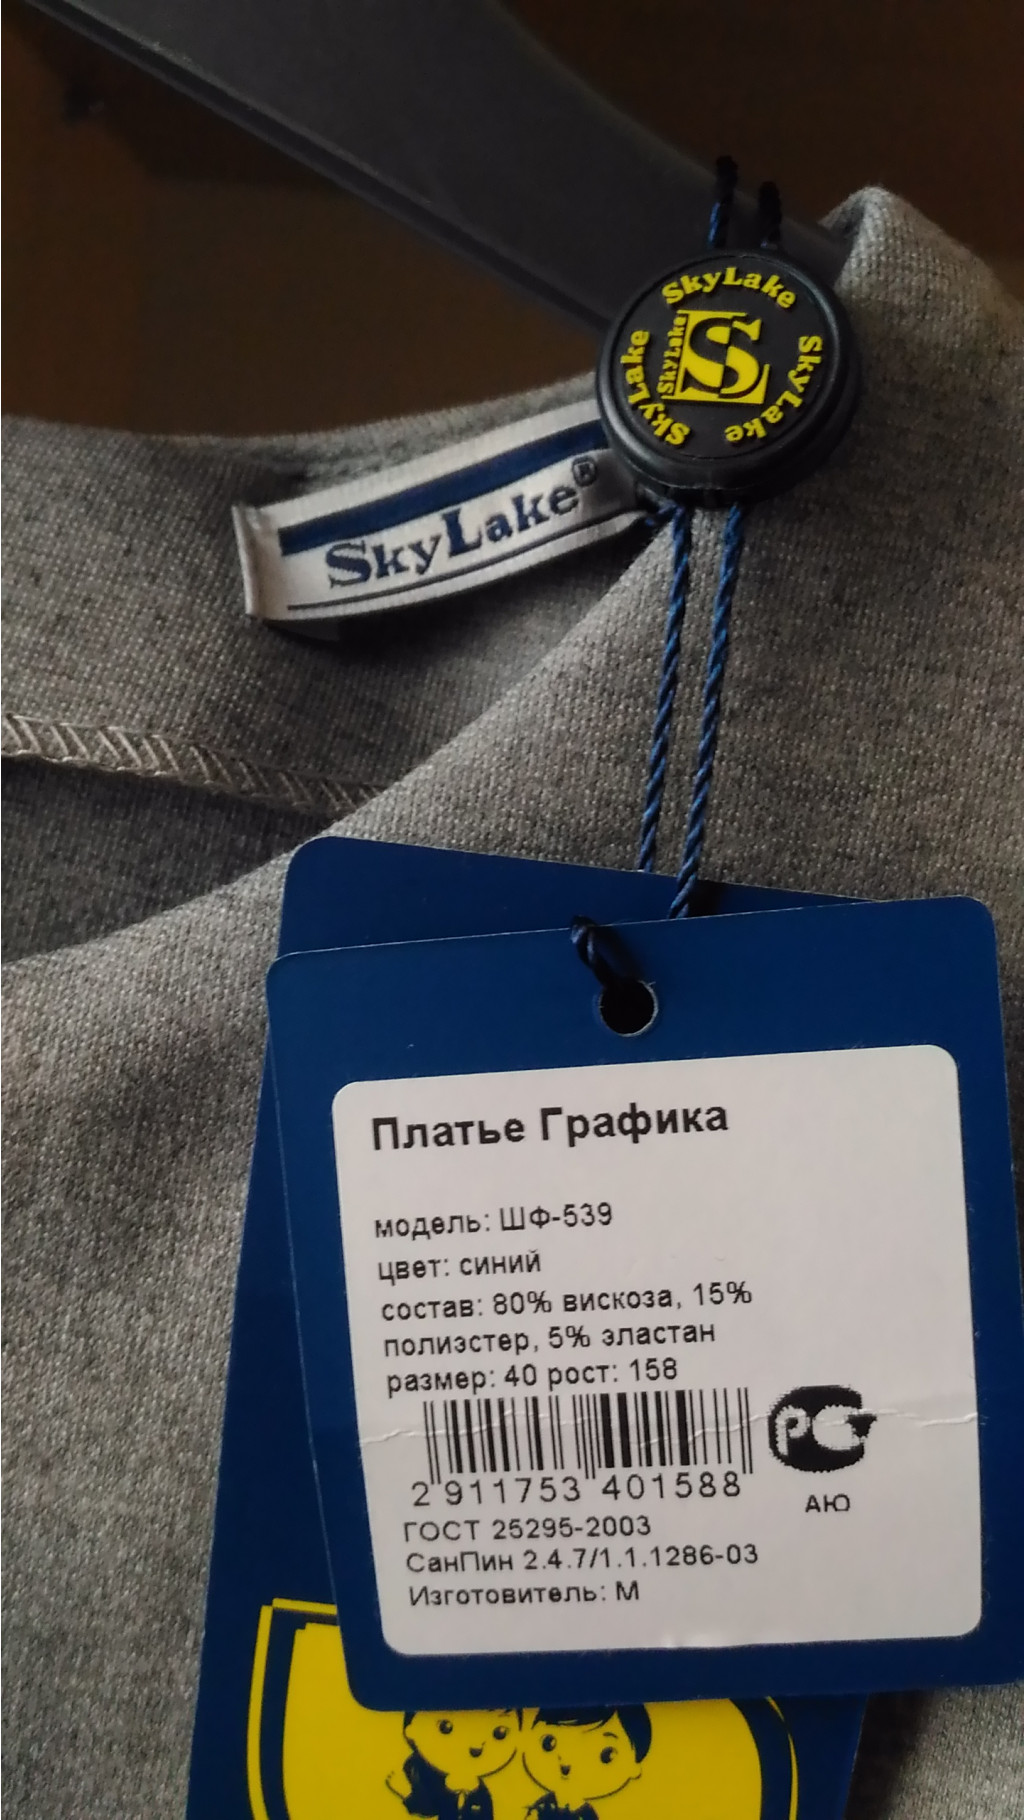 SkyLake
SkyLake
SkyLake
SkyLake
SkyLake
S
SkyLake®
Платье Графика
модель: ШФ-539
цвет: синий
состав: 80% вискоза, 15%
полиэстер, 5% эластан
размер: 40 рост: 158
РСТ
2 911753 401588
АЮ
ГОСТ 25295-2003
СанПин 2.4.7/1.1.1286-03
Изготовитель: М